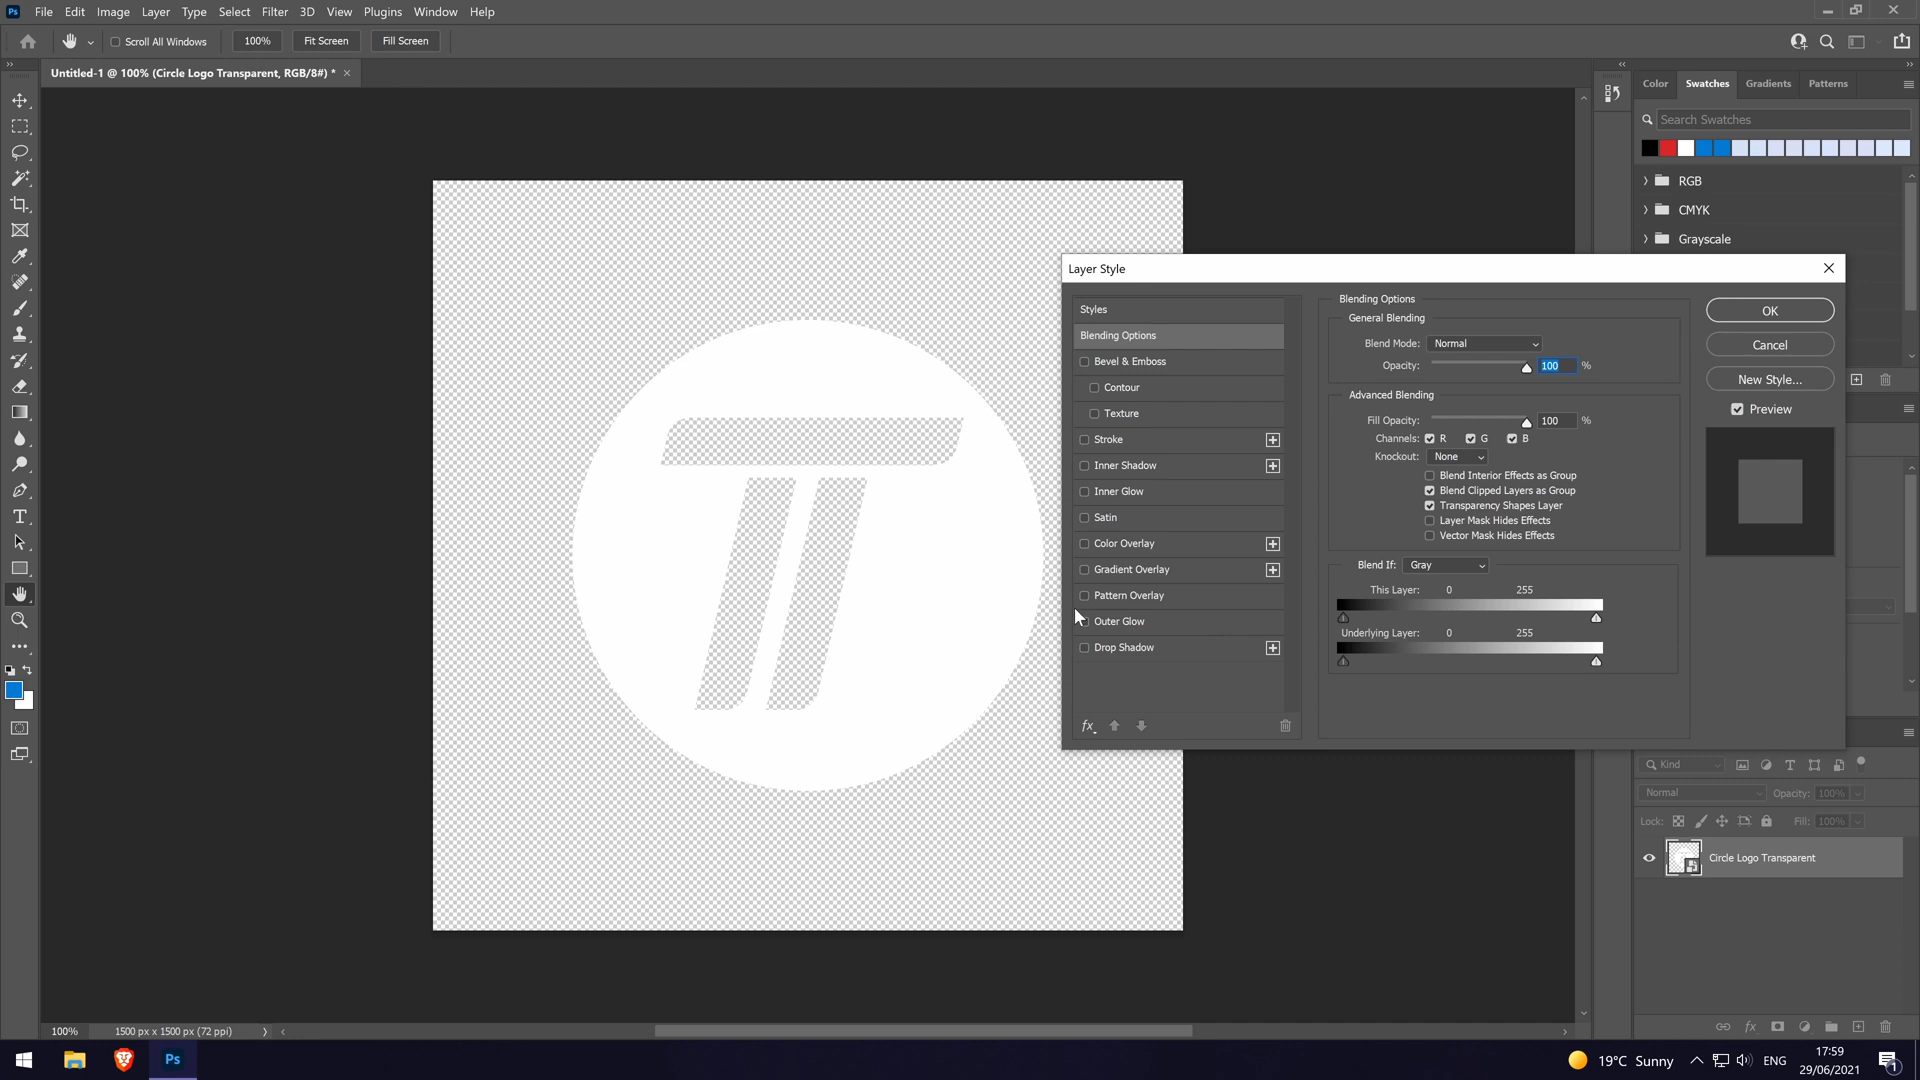 Ps File Edit Image Layer Type Select Filter 3D View Plugins Window Help
Scroll All Windows 100% Fit Screen Fill Screen
Untitled-1 @ 100% (Circle Logo Transparent, RGB/8#) *
Color Swatches Gradients Patterns
Search Swatches
RGB
CMYK
Grayscale
Layer Style
Styles
Blending Options
Bevel & Emboss
Contour
Texture
Stroke
Inner Shadow
Inner Glow
Satin
Color Overlay
Gradient Overlay
Pattern Overlay
Outer Glow
Drop Shadow
fx
Blending Options
General Blending
Blend Mode: Normal
Opacity: 100 %
Advanced Blending
Fill Opacity: 100 %
Channels: R G B
Knockout: None
Blend Interior Effects as Group
Blend Clipped Layers as Group
Transparency Shapes Layer
Layer Mask Hides Effects
Vector Mask Hides Effects
Blend If: Gray
This Layer: 0 255
Underlying Layer: 0 255
OK
Cancel
New Style...
Preview
Kind
Normal Opacity: 100%
Lock: Fill: 100%
Circle Logo Transparent
fx
100% 1500 px x 1500 px (72 ppi)
Ps
19°C Sunny ENG
17:59
29/06/2021
1